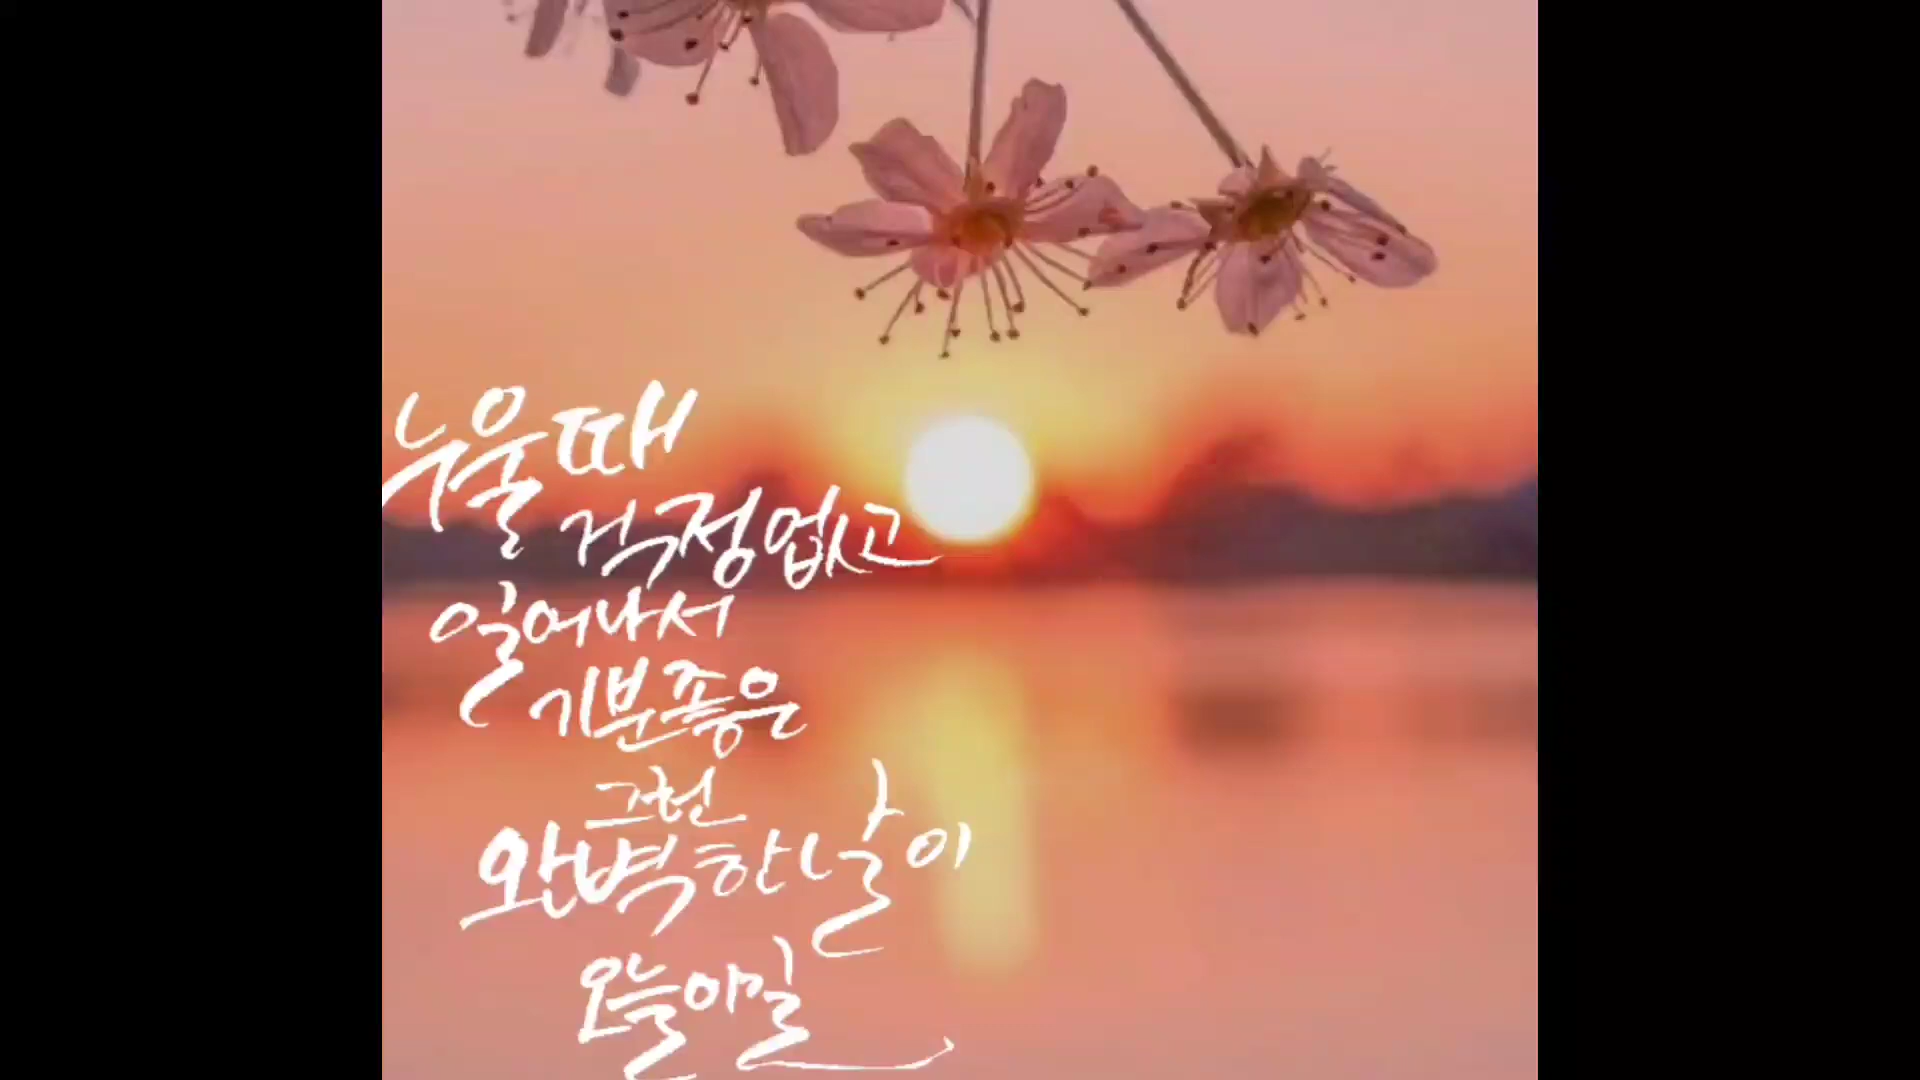 누울때
걱정없고
일어나서
기분좋은
그런
완벽한날이
오늘이길